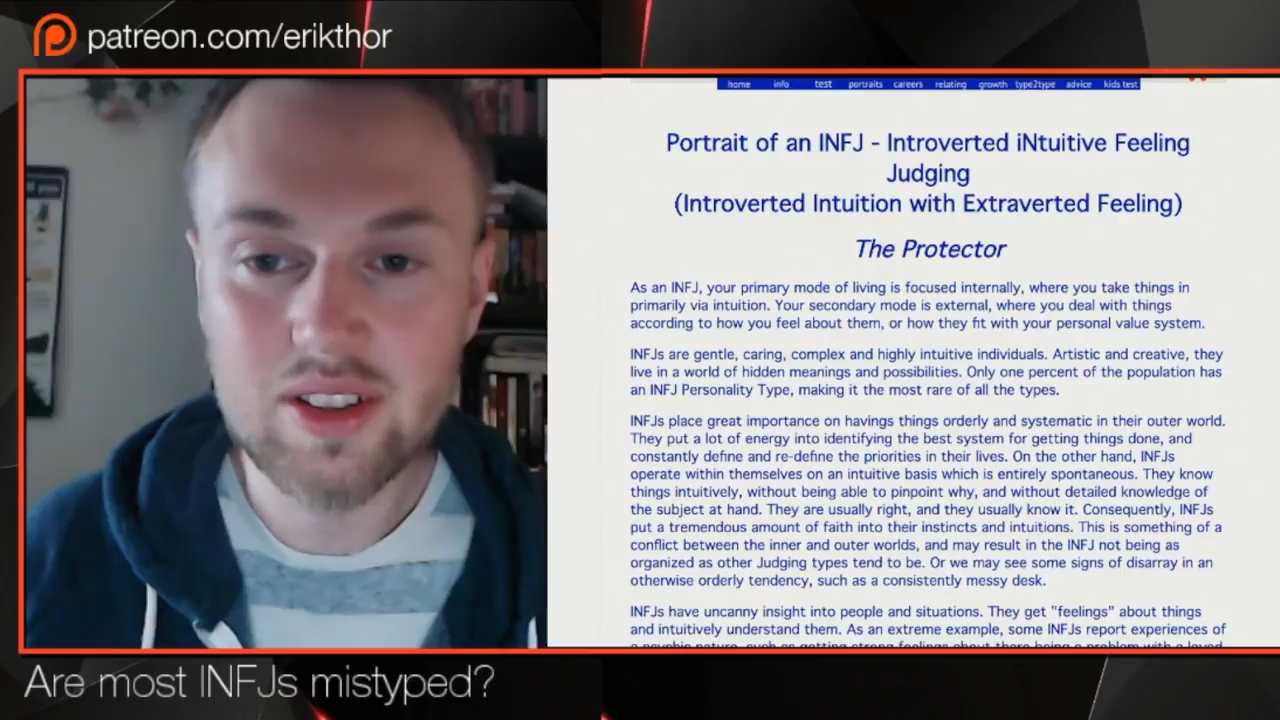 patreon.com/erikthor
home info test portraits careers relating growth type2type advice kids test
Portrait of an INFJ - Introverted iNtuitive Feeling
Judging
(Introverted Intuition with Extraverted Feeling)
The Protector
As an INFJ, your primary mode of living is focused internally, where you take things in
primarily via intuition. Your secondary mode is external, where you deal with things
according to how you feel about them, or how they fit with your personal value system.
INFJs are gentle, caring, complex and highly intuitive individuals. Artistic and creative, they
live in a world of hidden meanings and possibilities. Only one percent of the population has
an INFJ Personality Type, making it the most rare of all the types.
INFJs place great importance on havings things orderly and systematic in their outer world.
They put a lot of energy into identifying the best system for getting things done, and
constantly define and re-define the priorities in their lives. On the other hand, INFJs
operate within themselves on an intuitive basis which is entirely spontaneous. They know
things intuitively, without being able to pinpoint why, and without detailed knowledge of
the subject at hand. They are usually right, and they usually know it. Consequently, INFJs
put a tremendous amount of faith into their instincts and intuitions. This is something of a
conflict between the inner and outer worlds, and may result in the INFJ not being as
organized as other Judging types tend to be. Or we may see some signs of disarray in an
otherwise orderly tendency, such as a consistently messy desk.
INFJs have uncanny insight into people and situations. They get "feelings" about things
and intuitively understand them. As an extreme example, some INFJs report experiences of
a psychic nature, such as getting strong feelings about there being a problem with a loved
Are most INFJs mistyped?